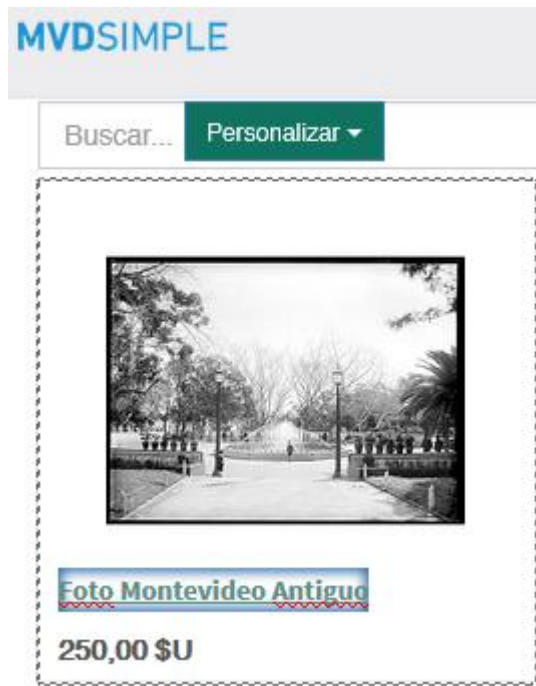 MVDSIMPLE
Buscar... Personalizar
Foto Montevideo Antiguo
250,00 $U